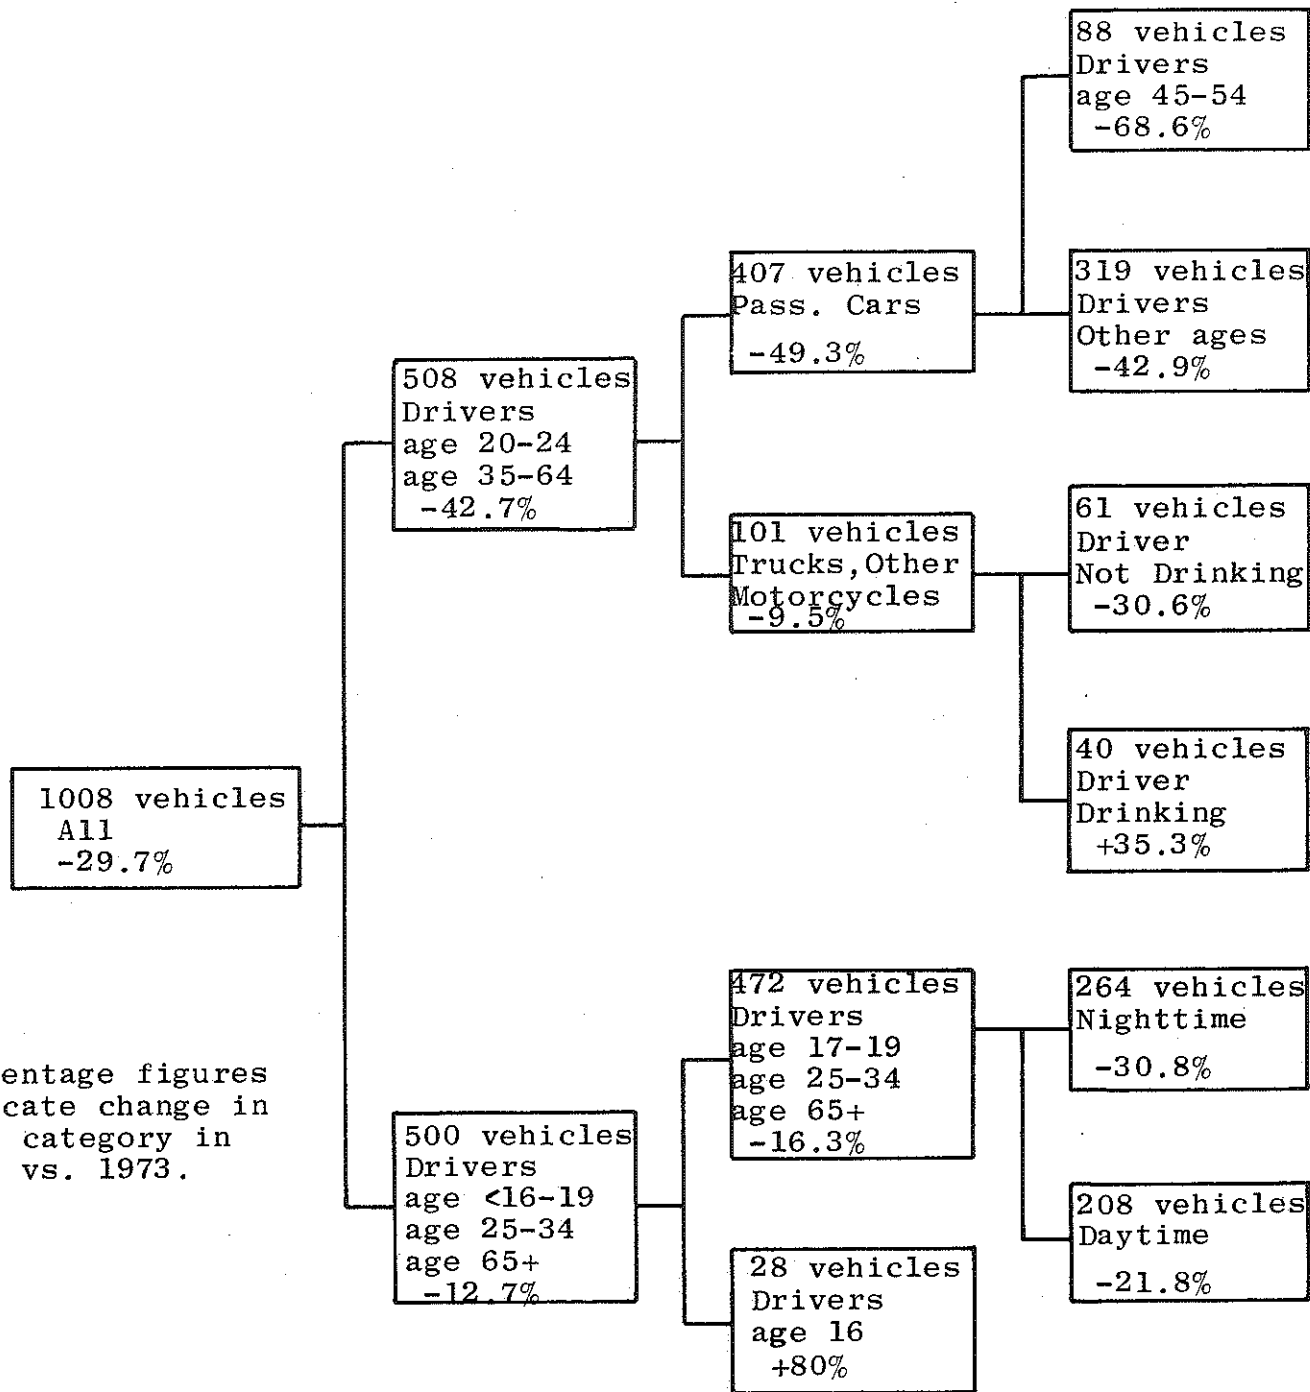 1008 vehicles
All
-29.7%
508 vehicles
Drivers
age 20-24
age 35-64
-42.7%
500 vehicles
Drivers
age <16-19
age 25-34
age 65+
-12.7%
407 vehicles
Pass. Cars
-49.3%
101 vehicles
Trucks,Other
Motorcycles
-9.5%
472 vehicles
Drivers
age 17-19
age 25-34
age 65+
-16.3%
28 vehicles
Drivers
age 16
+80%
88 vehicles
Drivers
age 45-54
-68.6%
319 vehicles
Drivers
Other ages
-42.9%
61 vehicles
Driver
Not Drinking
-30.6%
40 vehicles
Driver
Drinking
+35.3%
264 vehicles
Nighttime
-30.8%
208 vehicles
Daytime
-21.8%
entage figures
cate change in
category in
vs. 1973.